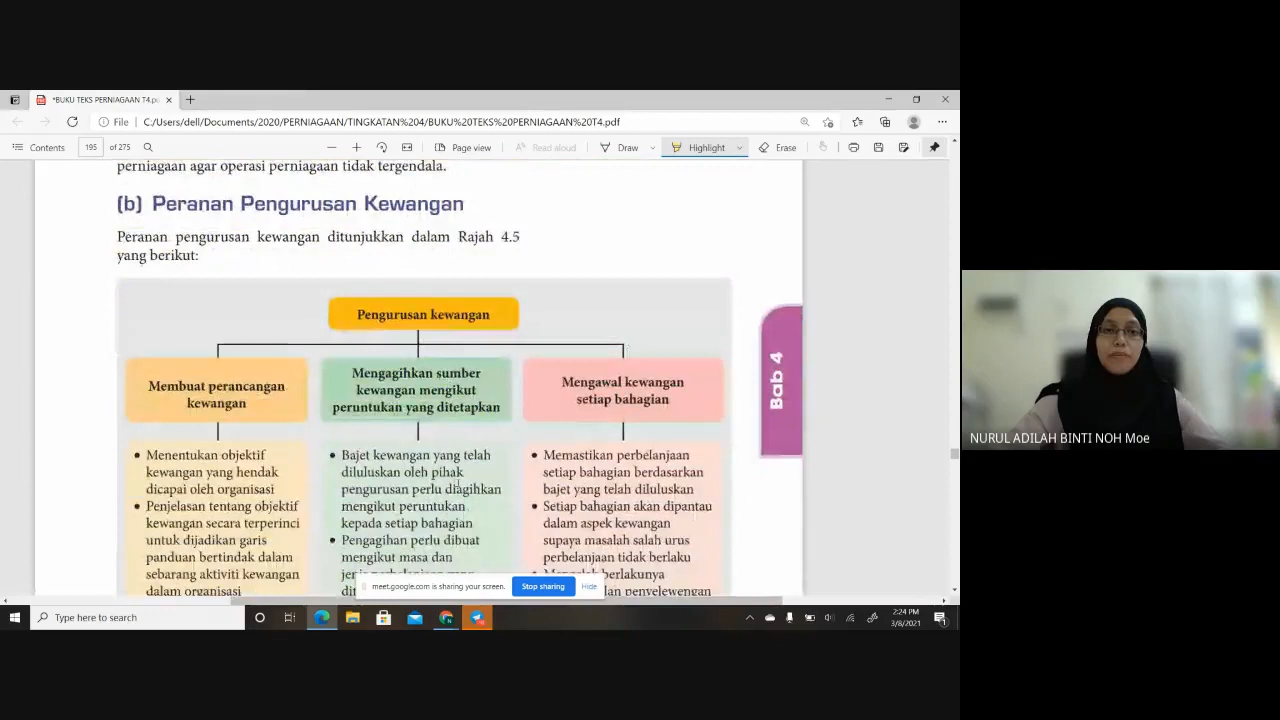 *BUKU TEKS PERNIAGAAN T4.p
File
C:/Users/dell/Documents/2020/PERNIAGAAN/TINGKATAN%204/BUKU%20TEKS%20PERNIAGAAN%20T4.pdf
Contents
195 of 275
Page view
Read aloud
Draw
Highlight
Erase
perniagaan agar operasi perniagaan tidak tergendala.
(b) Peranan Pengurusan Kewangan
Peranan pengurusan kewangan ditunjukkan dalam Rajah 4.5
yang berikut:
Pengurusan kewangan
Membuat perancangan
kewangan
• Menentukan objektif
kewangan yang hendak
dicapai oleh organisasi
• Penjelasan tentang objektif
kewangan secara terperinci
untuk dijadikan garis
panduan bertindak dalam
sebarang aktiviti kewangan
dalam organisasi
Mengagihkan sumber
kewangan mengikut
peruntukan yang ditetapkan
• Bajet kewangan yang telah
diluluskan oleh pihak
pengurusan perlu diagihkan
mengikut peruntukan
kepada setiap bahagian
• Pengagihan perlu dibuat
mengikut masa dan
Mengawal kewangan
setiap bahagian
• Memastikan perbelanjaan
setiap bahagian berdasarkan
bajet yang telah diluluskan
• Setiap bahagian akan dipantau
dalam aspek kewangan
supaya masalah salah urus
perbelanjaan tidak berlaku
berlakunya
penyelewengan
Bab 4
meet.google.com is sharing your screen.
Stop sharing
Hide
NURUL ADILAH BINTI NOH Moe
Type here to search
2:24 PM
3/8/2021